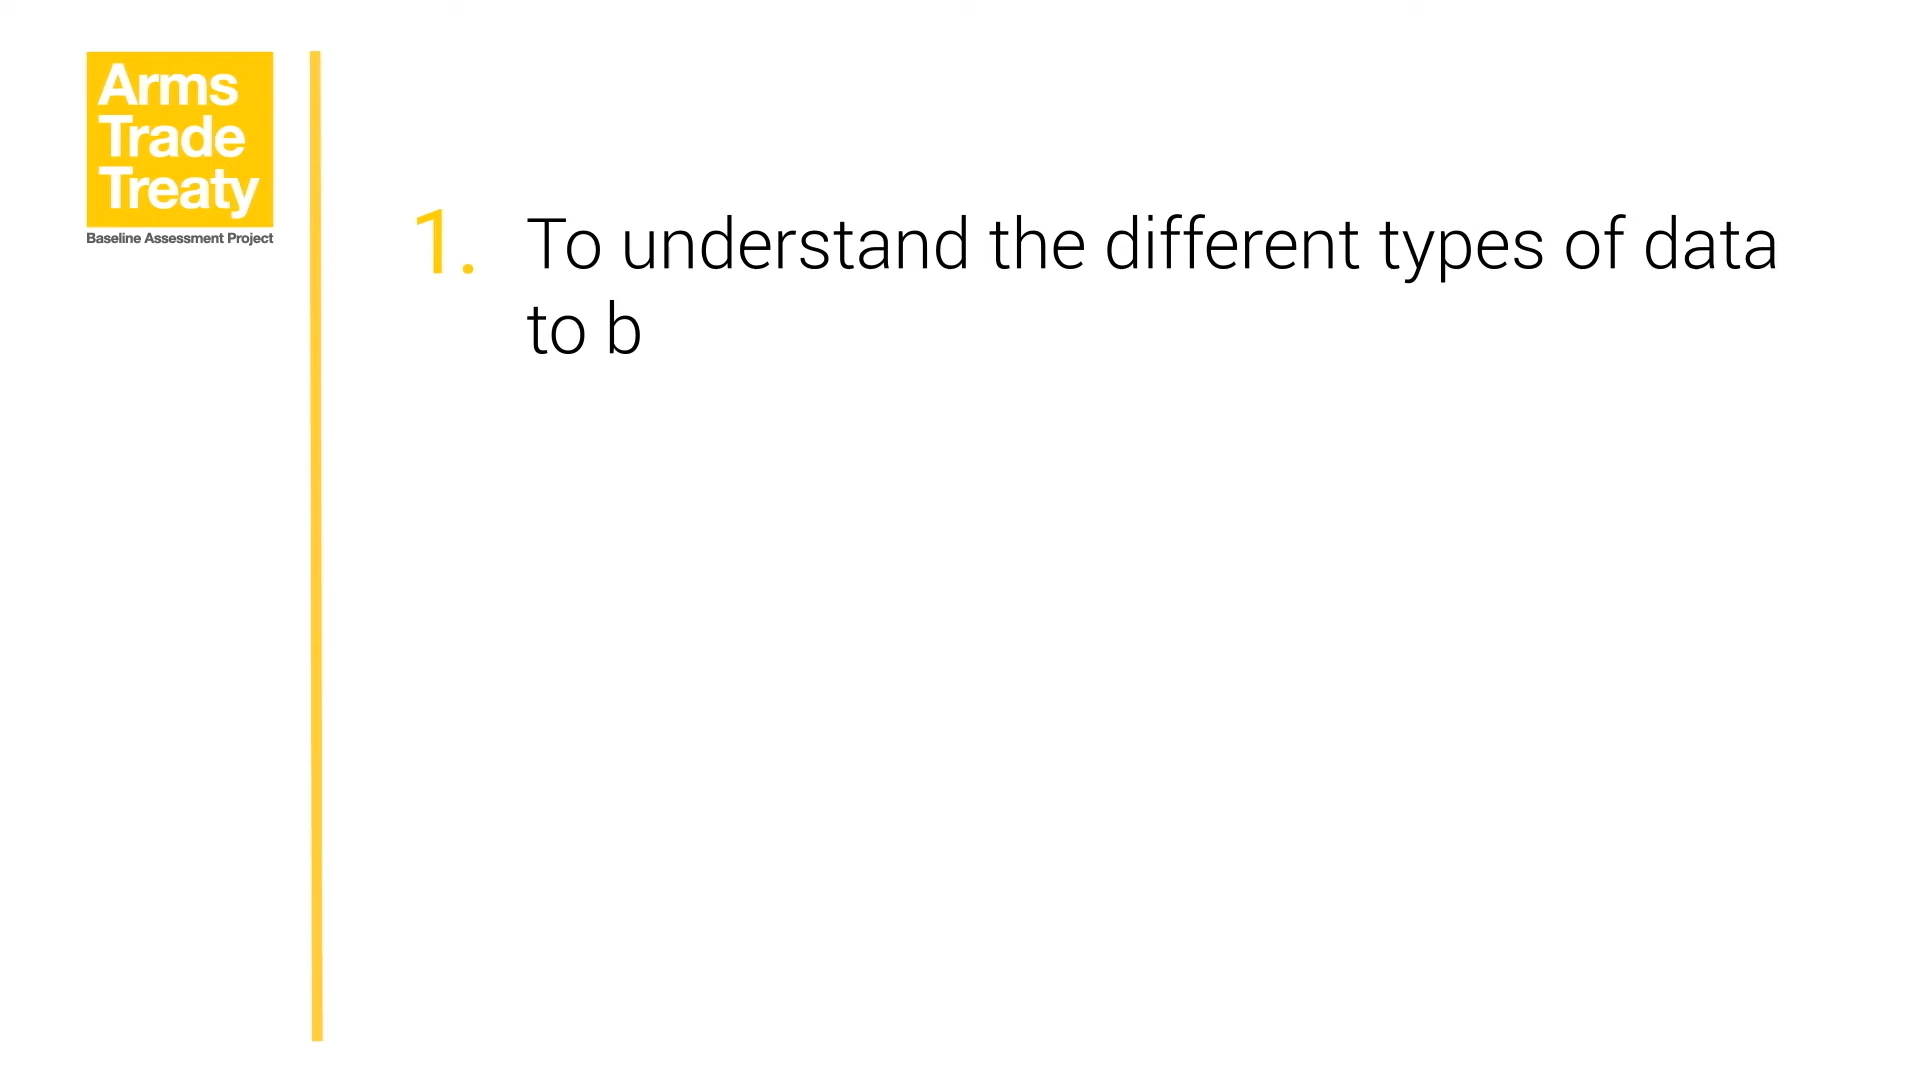 Arms
Trade
Treaty
Baseline Assessment Project
1. To understand the different types of data
to b